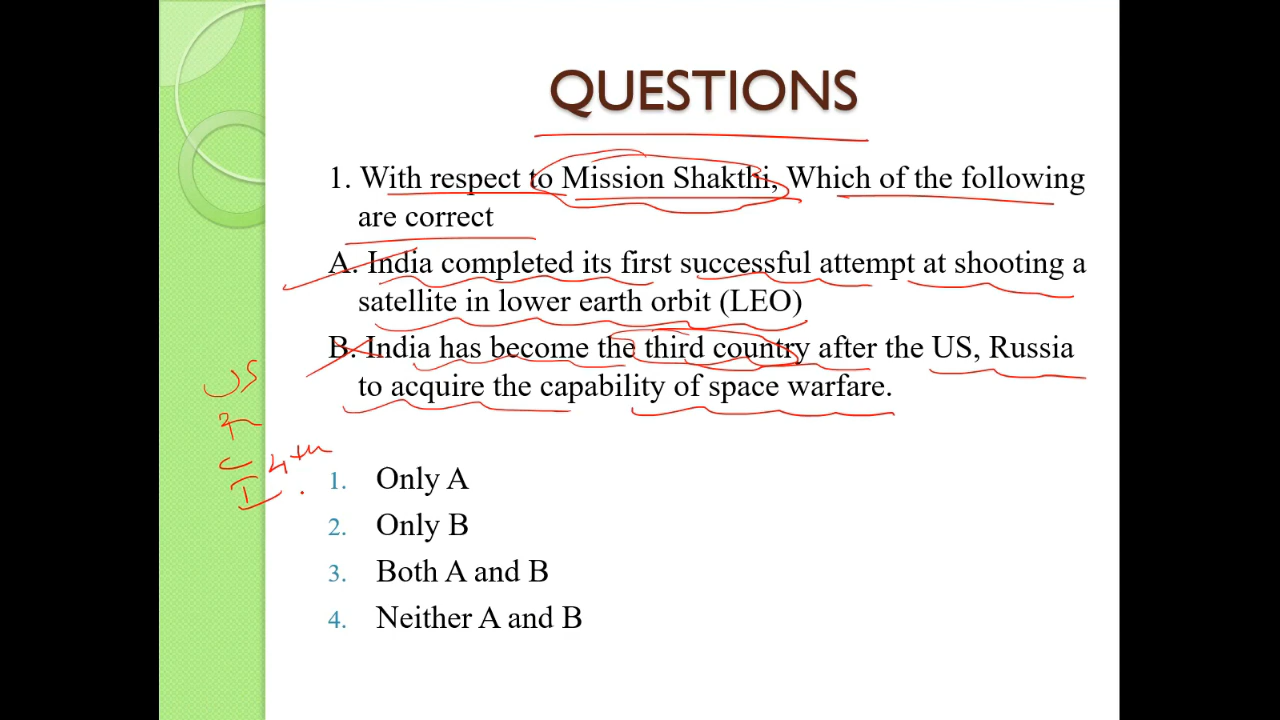 QUESTIONS
1. With respect to Mission Shakthi, Which of the following
are correct
A. India completed its first successful attempt at shooting a
satellite in lower earth orbit (LEO)
B. India has become the third country after the US, Russia
to acquire the capability of space warfare.
US
R
C
I 4th
1. Only A
2. Only B
3. Both A and B
4. Neither A and B